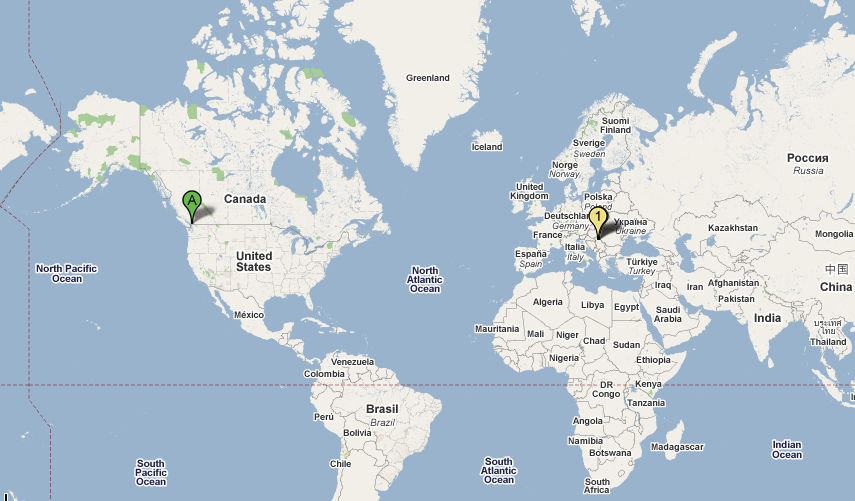 Greenland
Iceland
Suomi
Finland
Sverige
Sweden
Norge
Norway
Россия
Russia
A
Canada
United
Kingdom
Polska
Poland
1
Deutschland
Germany
Україна
Ukraine
France
Kazakhstan
Mongolia
United
States
Italia
Italy
España
Spain
Türkiye
Turkey
中国
China
North Pacific
Ocean
North
Atlantic
Ocean
Iraq
Iran
Afghanistan
Pakistan
México
Algeria
Libya
Egypt
Saudi
Arabia
India
ประเทศ
ไทย
Thailand
Mauritania
Mali
Niger
Chad
Sudan
Nigeria
Ethiopia
Venezuela
Colombia
DR
Congo
Kenya
Tanzania
In
Brasil
Brazil
Perú
Bolivia
Angola
Namibia
Botswana
Madagascar
Indian
Ocean
Chile
South
Pacific
Ocean
South
Atlantic
Ocean
South
Africa